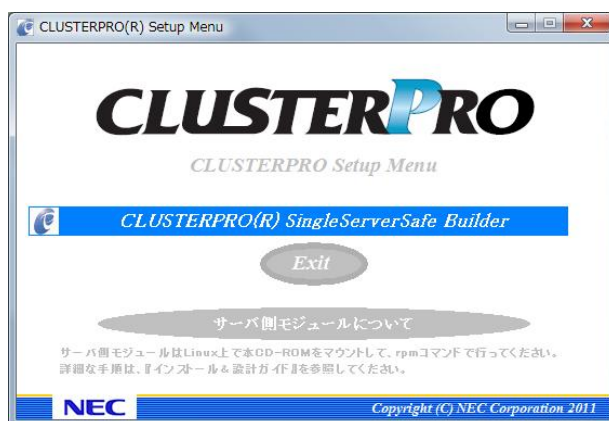 CLUSTERPRO(R) Setup Menu
CLUSTERPRO
CLUSTERPRO Setup Menu
CLUSTERPRO(R) SingleServerSafe Builder
Exit
サーバ側モジュールについて
サーバ側モジュールはLinux上で本CD-ROMをマウントして、rpmコマンドで行ってください。
詳細な手順は、『インストール&設計ガイド』を参照してください。
NEC
Copyright (C) NEC Corporation 2011